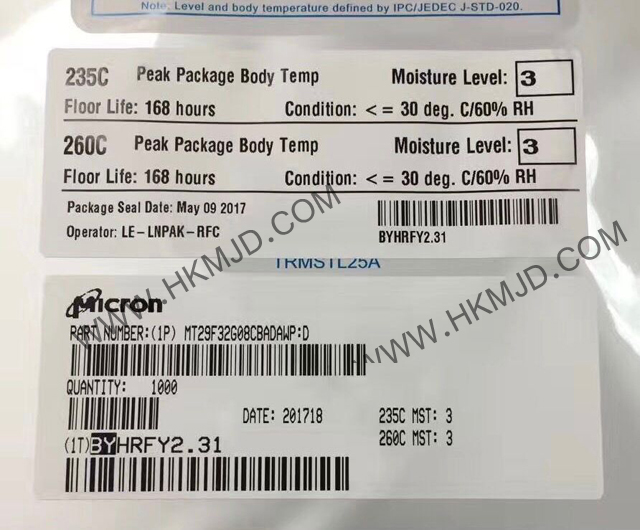 Note: Level and body temperature defined by IPC/JEDEC J-STD-020.
235C Peak Package Body Temp Moisture Level: 3
Floor Life: 168 hours Condition: <= 30 deg. C/60% RH
260C Peak Package Body Temp Moisture Level: 3
Floor Life: 168 hours Condition: <= 30 deg. C/60% RH
Package Seal Date: May 09 2017
Operator: LE-LNPAK-RFC
BYHRFY2.31
TRMSTL25A
Micron
PART NUMBER:(1P) MT29F32G08CBADAWP:D
QUANTITY: 1000
DATE: 201718 235C MST: 3
260C MST: 3
(1T)BYHRFY2.31
WWW.HKMJD.COM
WWW.HKMJD.COM